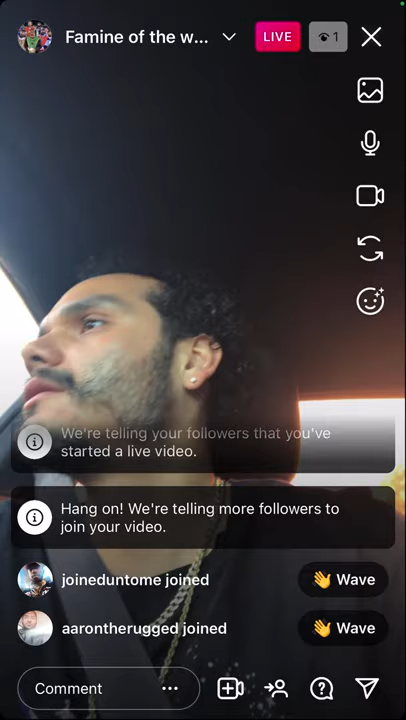 Famine of the w...
LIVE
1
We're telling your followers that you've
started a live video.
Hang on! We're telling more followers to
join your video.
joineduntome joined
👋 Wave
aarontherugged joined
👋 Wave
Comment